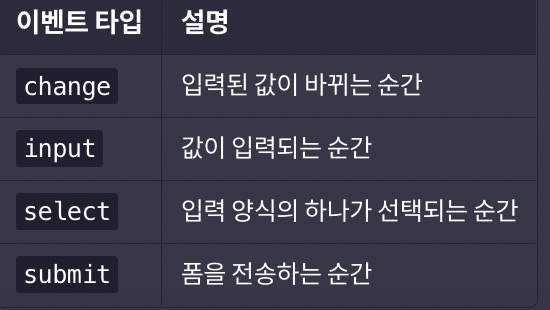 이벤트 타입 설명
change 입력된 값이 바뀌는 순간
input 값이 입력되는 순간
select 입력 양식의 하나가 선택되는 순간
submit 폼을 전송하는 순간